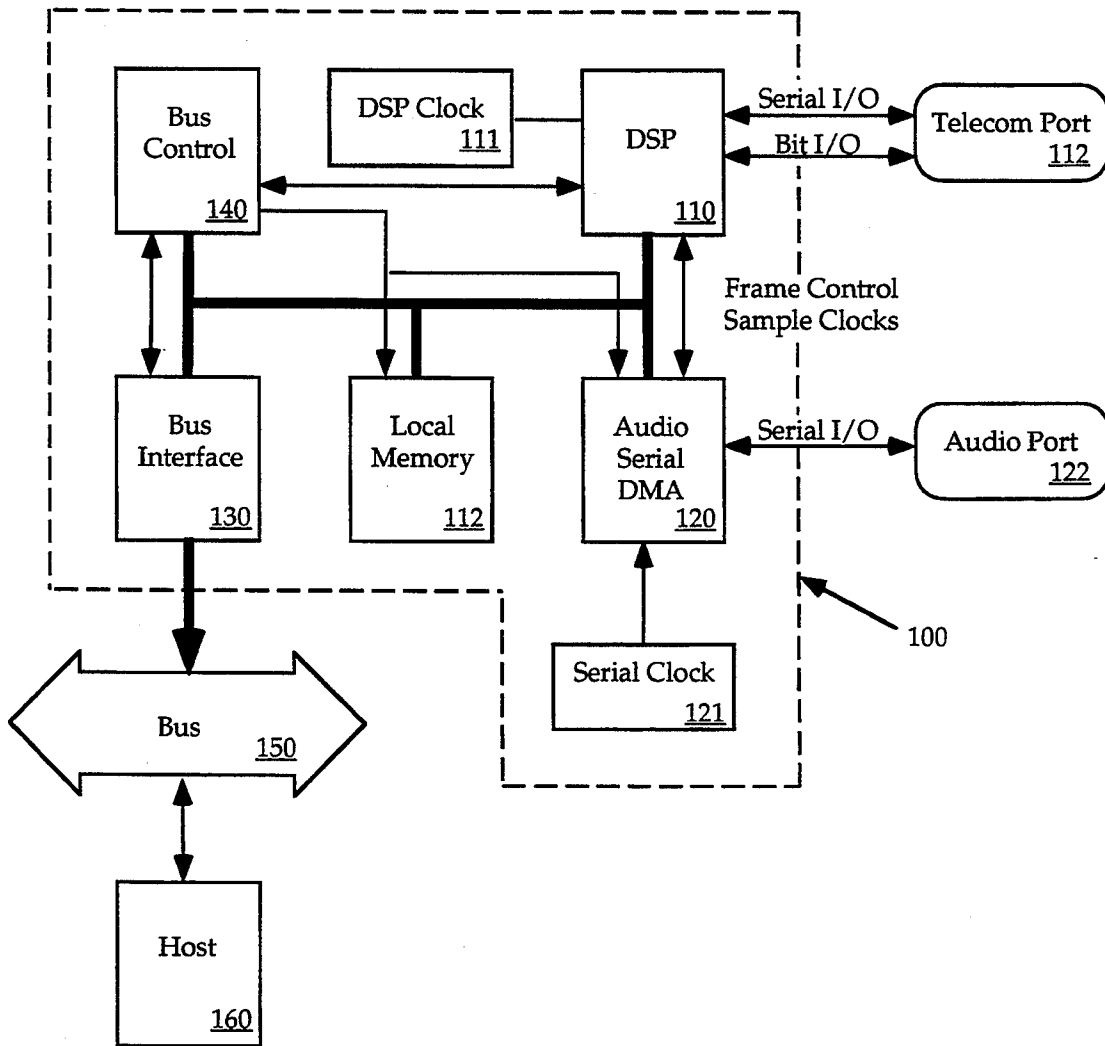 Bus
Control
140
DSP Clock
111
DSP
110
Serial I/O
Bit I/O
Telecom Port
112
Frame Control
Sample Clocks
Bus
Interface
130
Local
Memory
112
Audio
Serial
DMA
120
Serial I/O
Audio Port
122
100
Serial Clock
121
Bus
150
Host
160